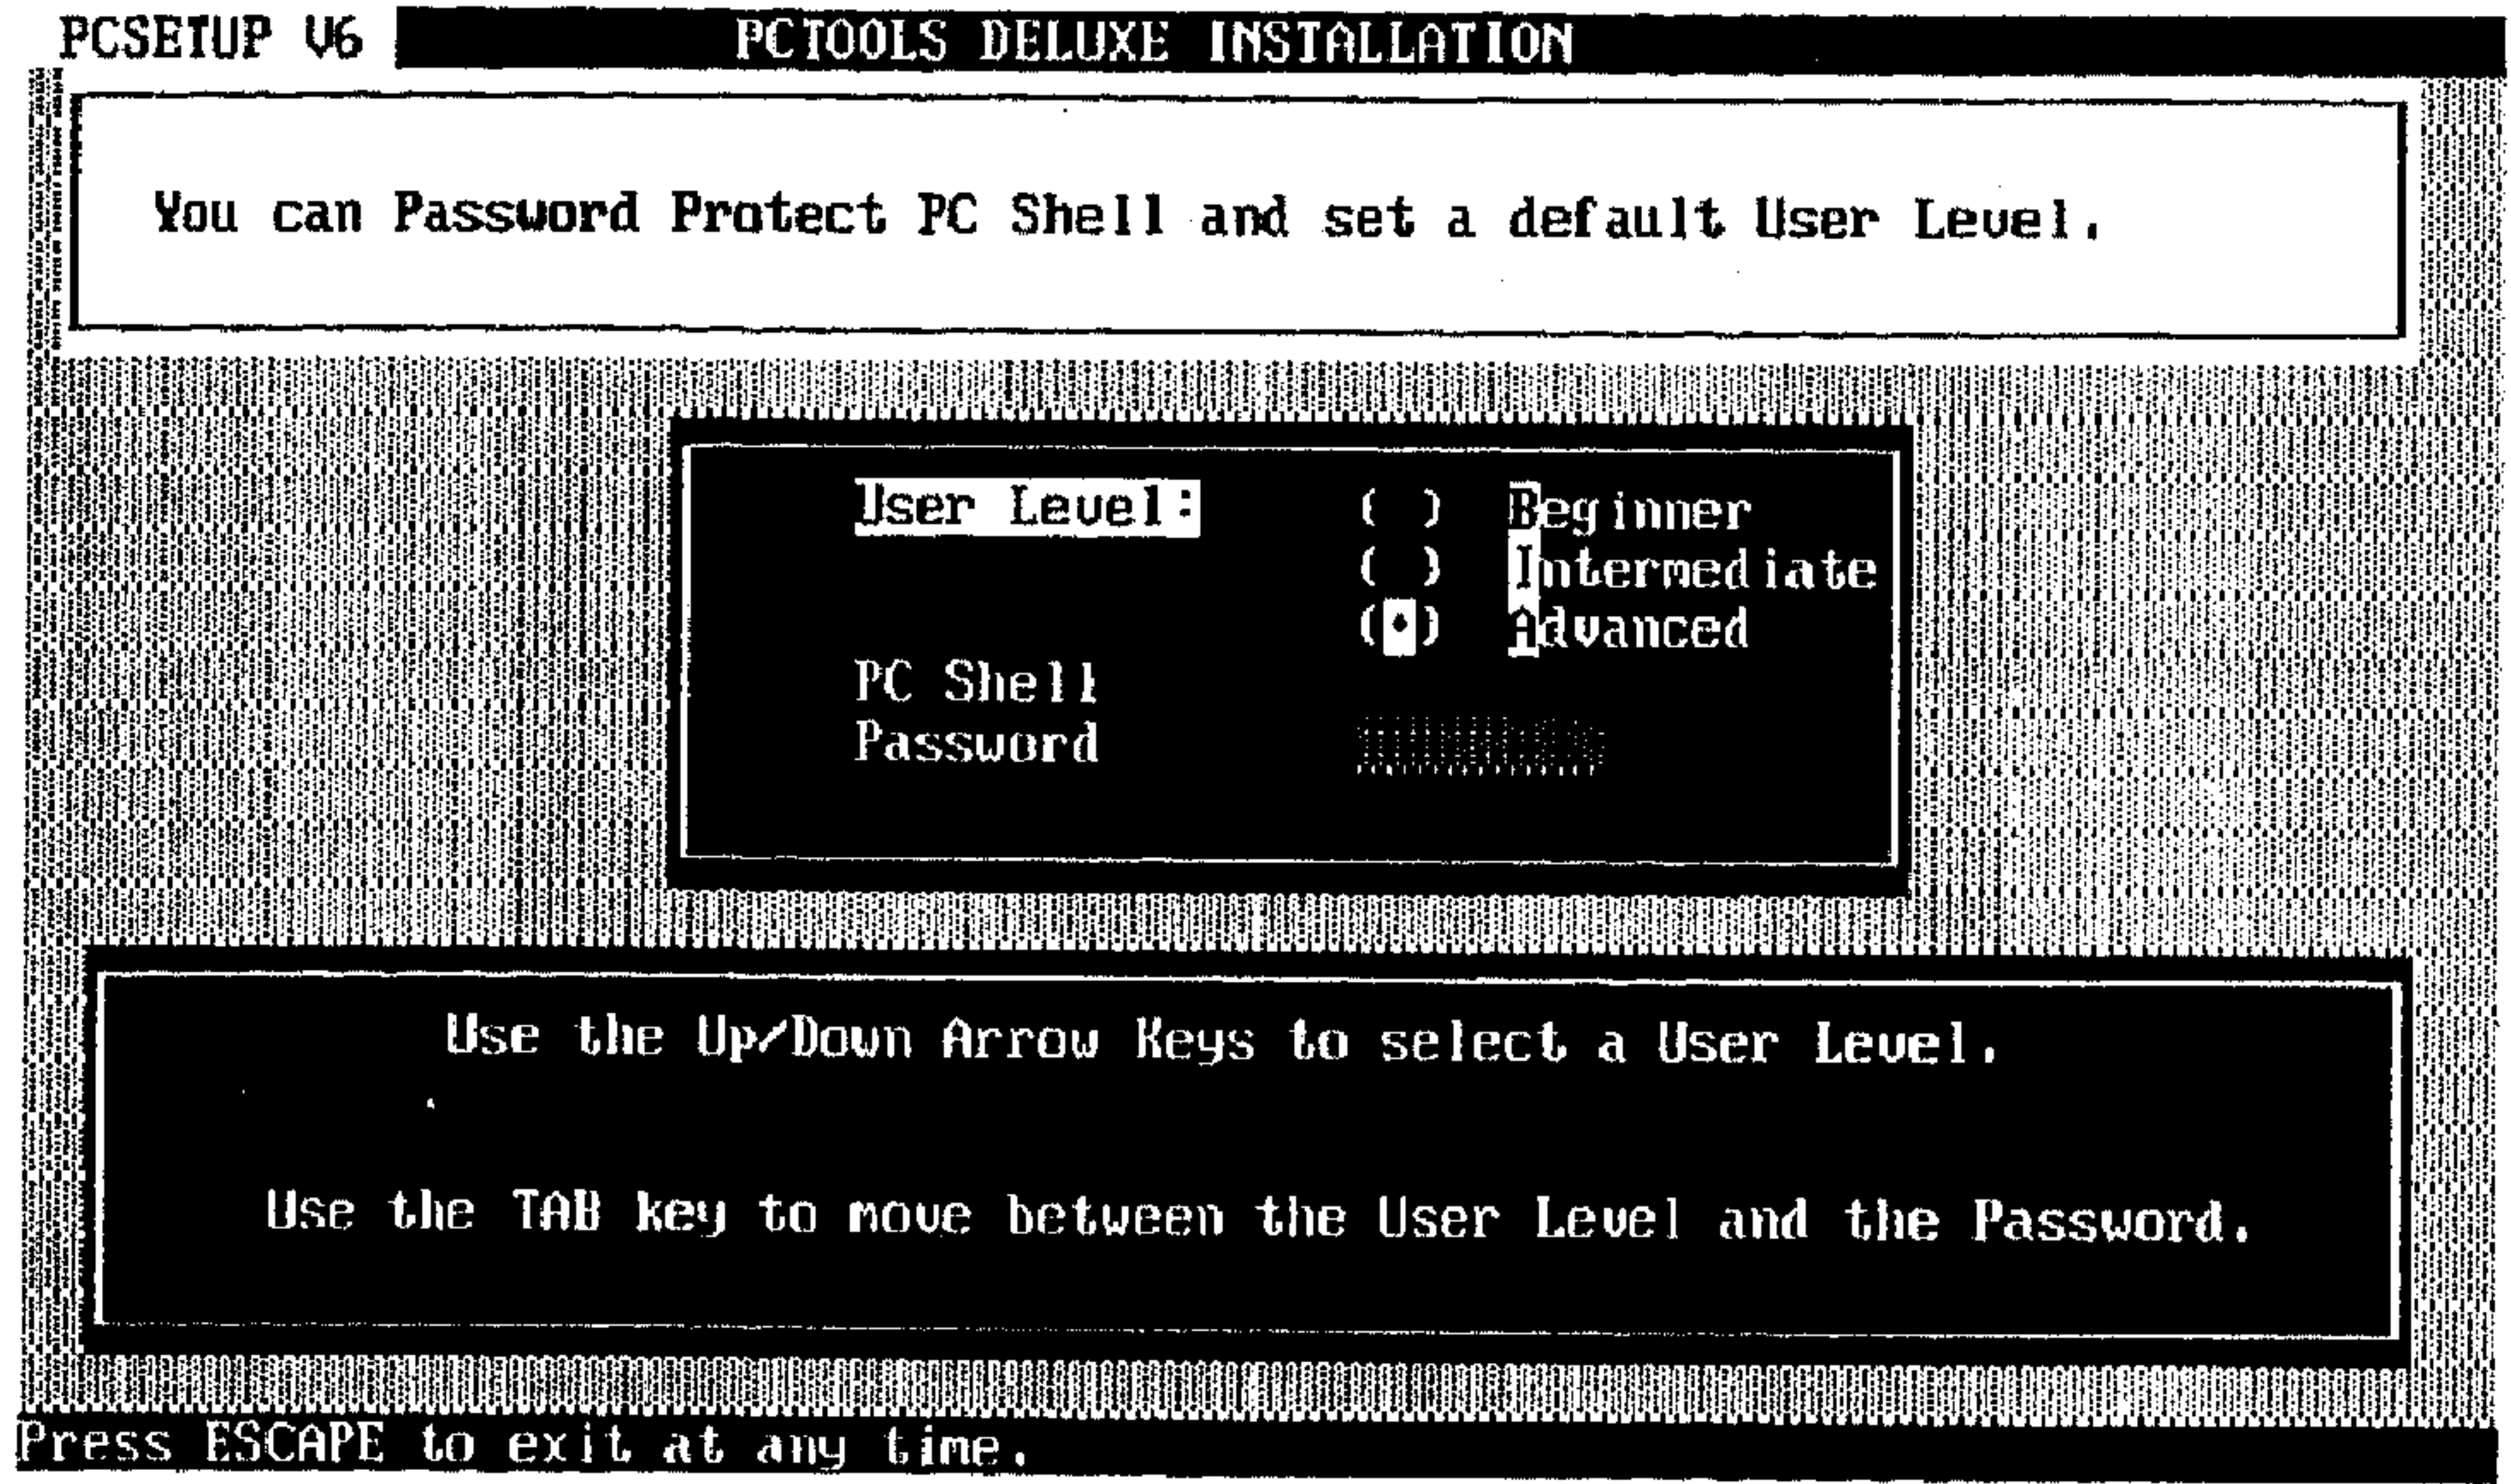 PCSETUP V6 PCTOOLS DELUXE INSTALLATION
You can Password Protect PC Shell and set a default User Level.
User Level: ( ) Beginner
( ) Intermediate
(•) Advanced
PC Shell
Password
Use the Up/Down Arrow Keys to select a User Level.
Use the TAB key to move between the User Level and the Password.
Press ESCAPE to exit at any time.